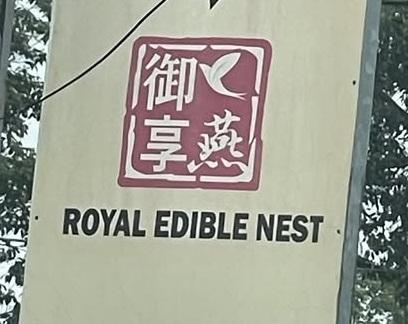 御
享燕
ROYAL EDIBLE NEST